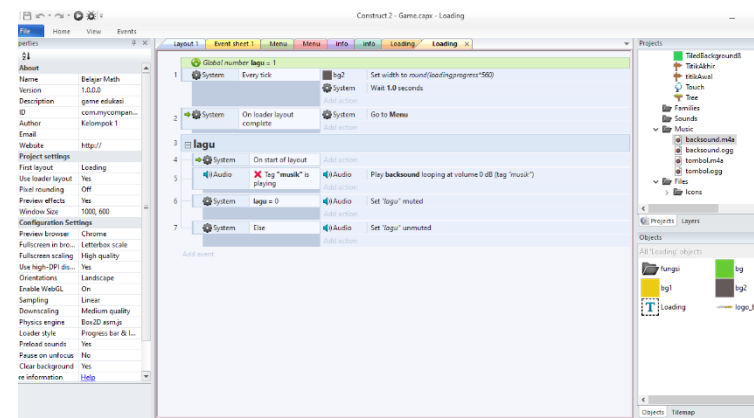 Construct 2 - Game.capx - Loading
File Home View Events
perties
About
Name Belajar Math
Version 1.0.0.0
Description game edukasi
ID com.mycompan...
Author Kelompok 1
Email
Website http://
Project settings
First layout Loading
Use loader layout Yes
Pixel rounding Off
Preview effects Yes
Window Size 1000, 600
Configuration Settings
Preview browser Chrome
Fullscreen in bro... Letterbox scale
Fullscreen scaling High quality
Use high-DPI dis... Yes
Orientations Landscape
Enable WebGL On
Sampling Linear
Downscaling Medium quality
Physics engine Box2D asm.js
Loader style Progress bar & l...
Preload sounds Yes
Pause on unfocus No
Clear background Yes
re information Help
Layout 1 Event sheet 1 Menu Menu info info Loading Loading ×
Global number lagu = 1
1 System Every tick bg2 Set width to round(loadingprogress*560)
System Wait 1.0 seconds
Add action
2 System On loader layout complete System Go to Menu
Add action
3 lagu
4 System On start of layout Add action
5 Audio Tag "musik" is playing Audio Play backsound looping at volume 0 dB (tag "musik")
Add action
6 System lagu = 0 Audio Set "lagu" muted
Add action
7 System Else Audio Set "lagu" unmuted
Add action
Add event
Projects
TiledBackground8
TitikAkhir
titikAwal
Touch
Tree
Families
Sounds
Music
backsound.m4a
backsound.ogg
tombol.m4a
tombol.ogg
Files
Icons
Projects Layers
Objects
All 'Loading' objects
fungsi bg
bg1 bg2
T Loading logo_l
Objects Tilemap